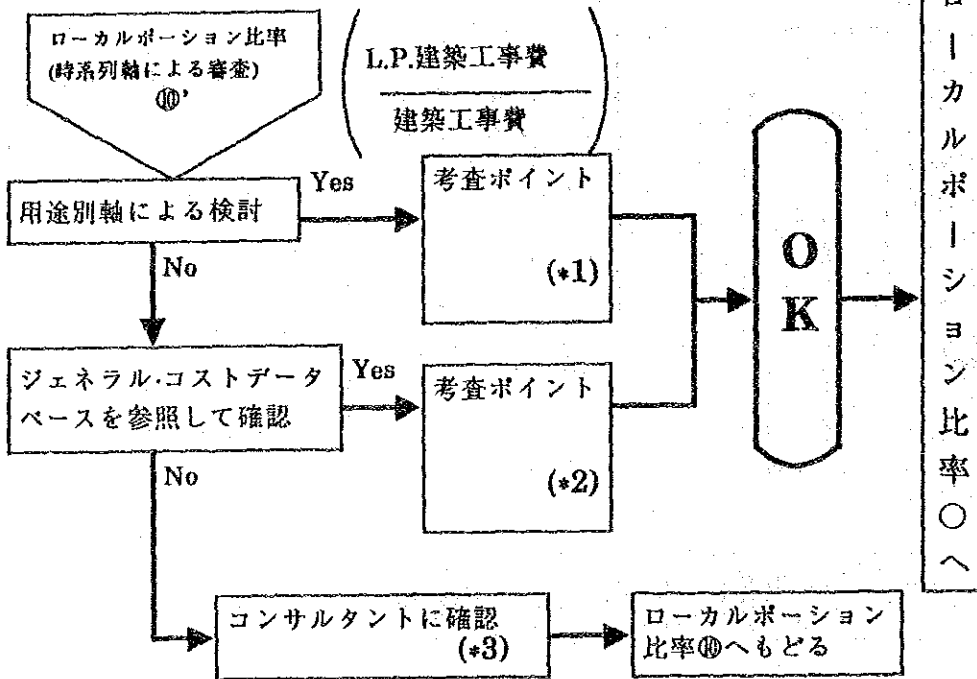 ローカルポーション比率
(時系列軸による審査)
⑩’
L.P.建築工事費
建築工事費
用途別軸による検討
Yes
考査ポイント
(*1)
No
OK
ジェネラル・コストデータ
ベースを参照して確認
Yes
考査ポイント
(*2)
No
コンサルタントに確認
(*3)
ローカルポーション
比率⑩へもどる
ーカルポーション比率○へ